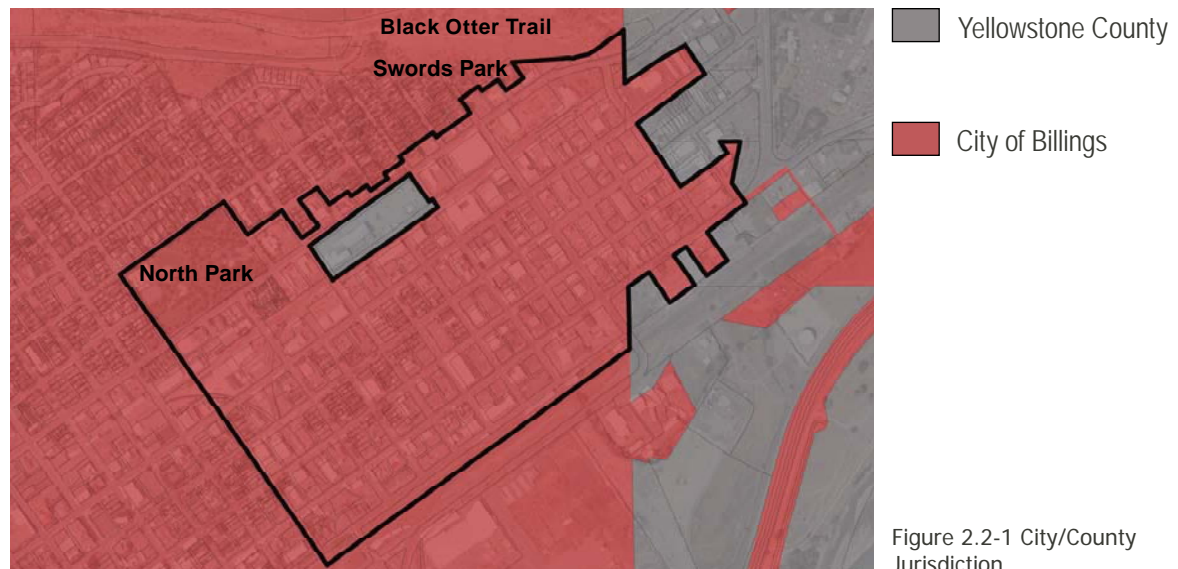 Black Otter Trail
Swords Park
North Park
Yellowstone County
City of Billings
Figure 2.2-1 City/County
Jurisdiction